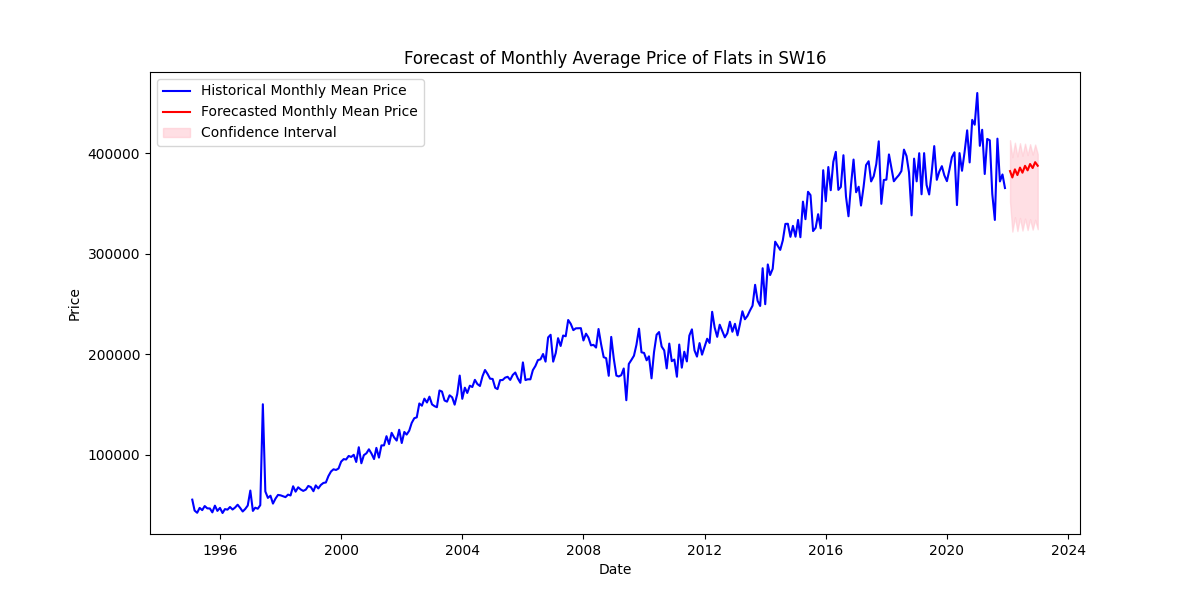 Forecast of Monthly Average Price of Flats in SW16
Historical Monthly Mean Price
Forecasted Monthly Mean Price
Confidence Interval
400000
300000
200000
100000
Price
1996 2000 2004 2008 2012 2016 2020 2024
Date